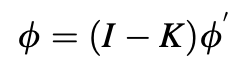 ϕ = (I − K)ϕ′